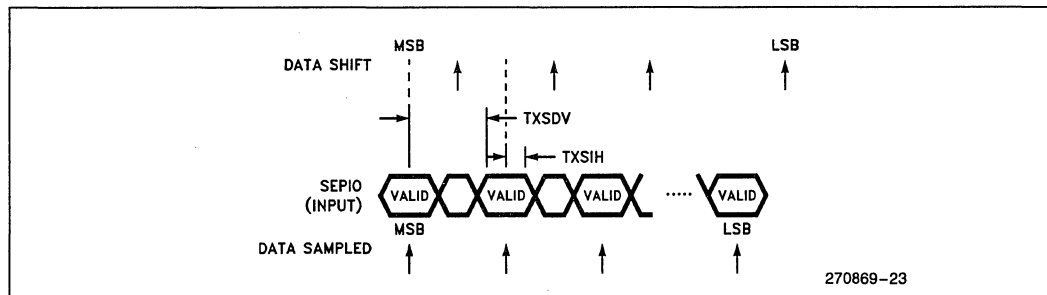 MSB LSB
DATA SHIFT
TXSDV
TXSIH
SEPIO
(INPUT)
VALID VALID VALID ..... VALID
MSB LSB
DATA SAMPLED
270869-23